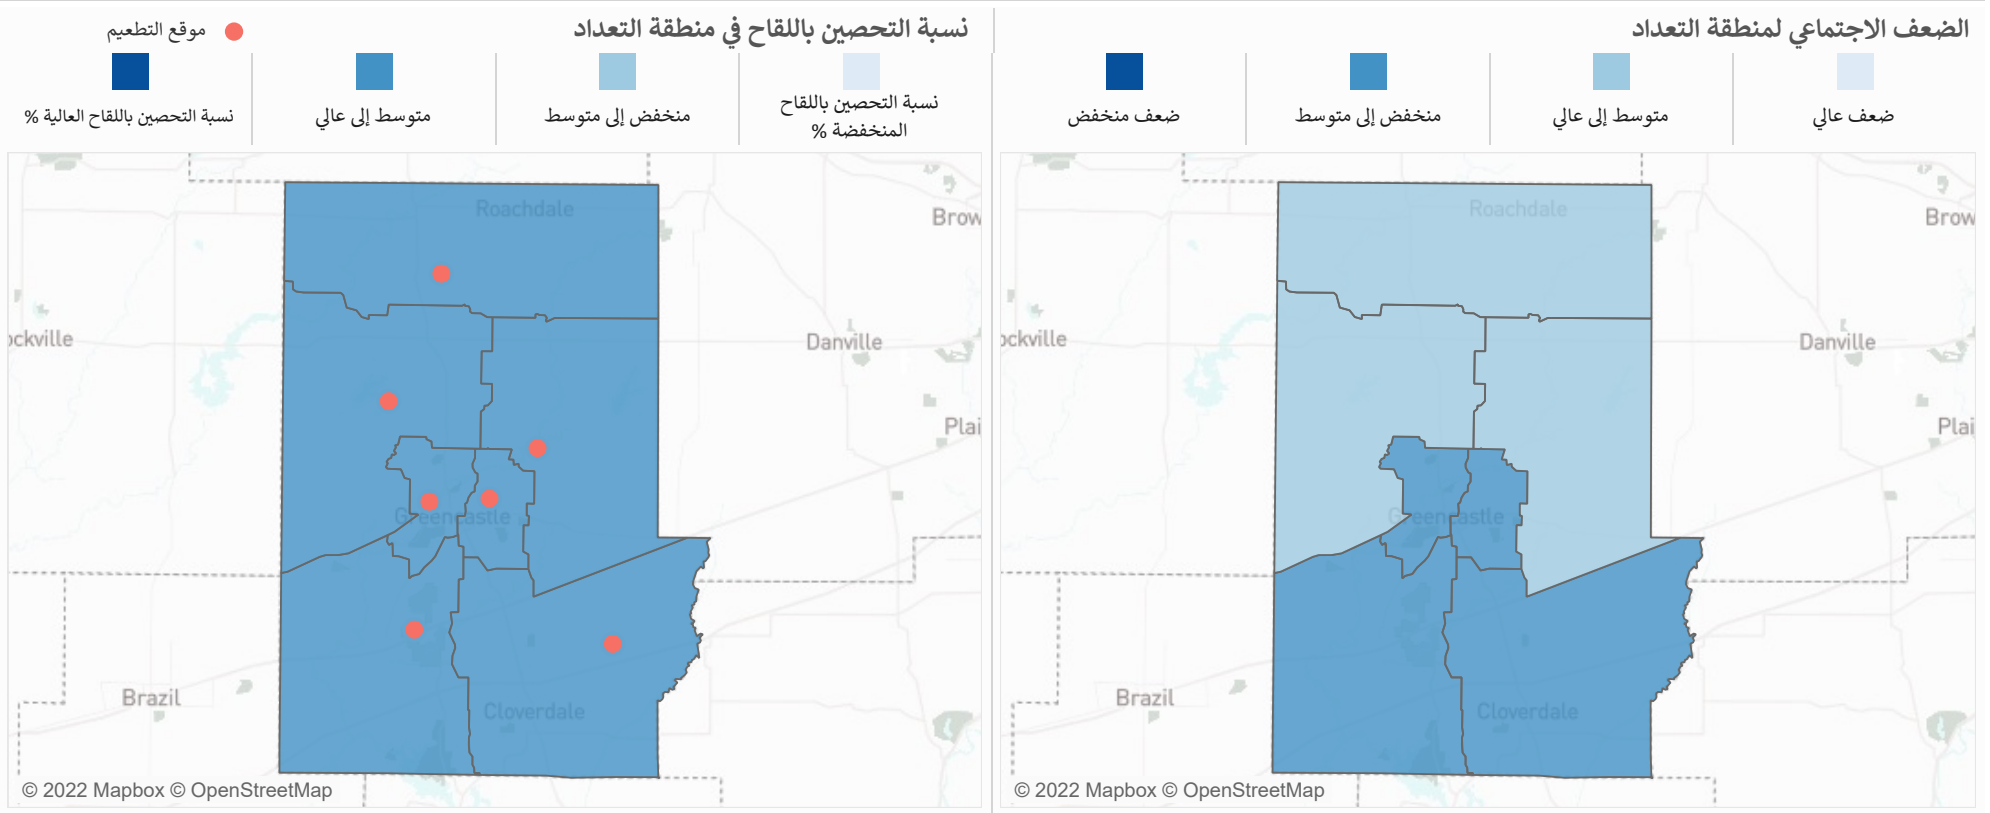 الضعف الاجتماعي لمنطقة التعداد
ضعف عالي
متوسط إلى عالي
منخفض إلى متوسط
ضعف منخفض
Roachdale
Brow
ockville
Danville
Plai
Greencastle
Brazil
Cloverdale
© 2022 Mapbox © OpenStreetMap
نسبة التحصين باللقاح في منطقة التعداد
موقع التطعيم
نسبة التحصين باللقاح
المنخفضة %
منخفض إلى متوسط
متوسط إلى عالي
نسبة التحصين باللقاح العالية %
Roachdale
Brow
ockville
Danville
Plai
Greencastle
Brazil
Cloverdale
© 2022 Mapbox © OpenStreetMap